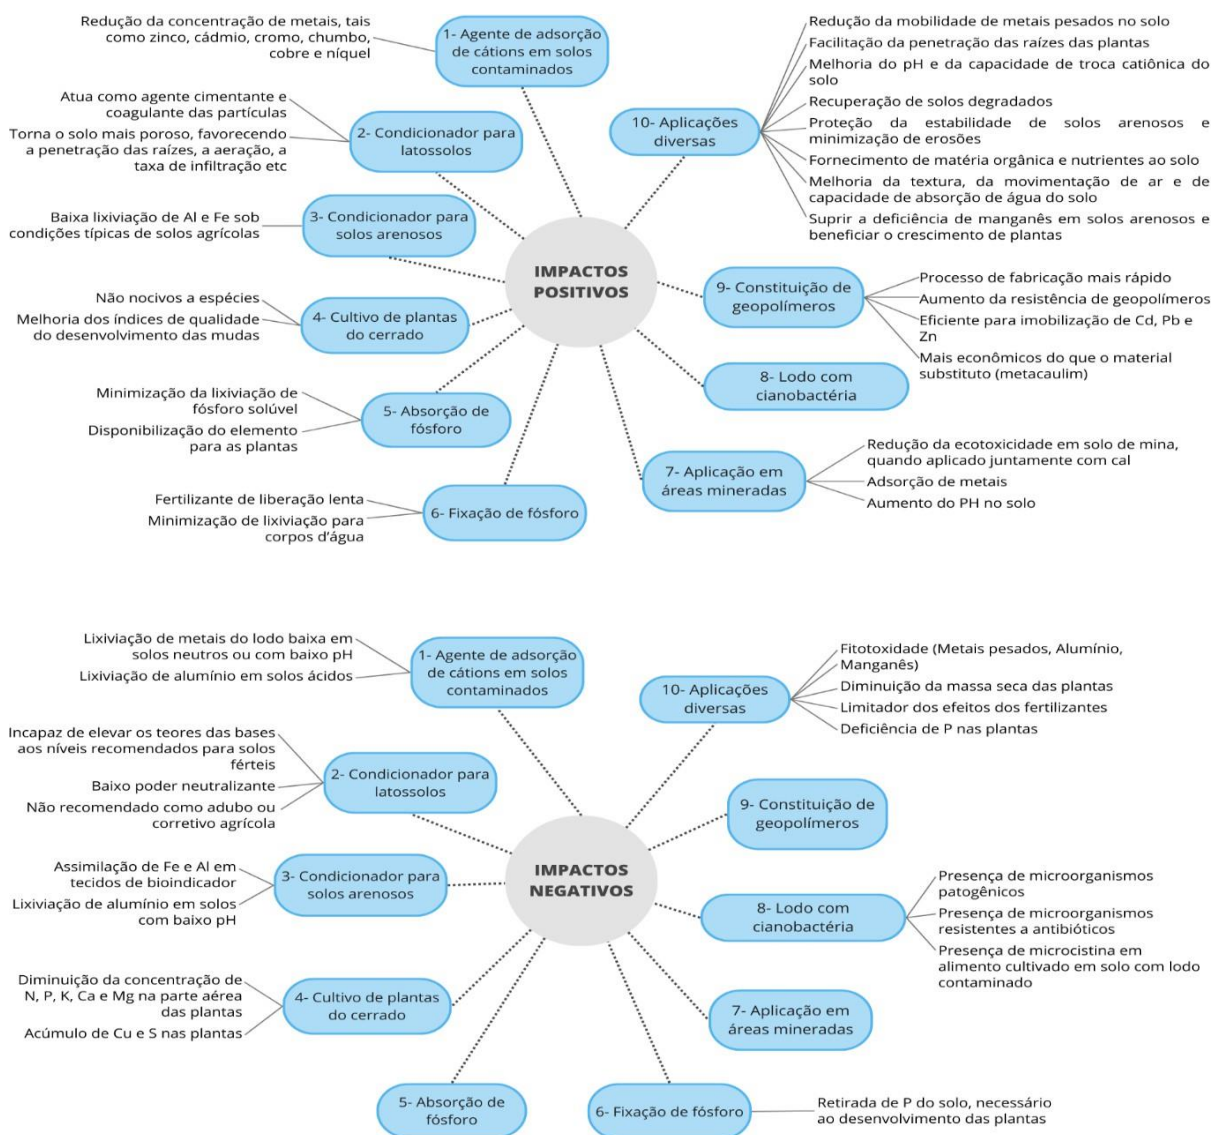 Redução da concentração de metais, tais
como zinco, cádmio, cromo, chumbo,
cobre e níquel
1- Agente de adsorção
de cátions em solos
contaminados
Atua como agente cimentante e
coagulante das partículas
Torna o solo mais poroso, favorecendo
a penetração das raízes, a aeração, a
taxa de infiltração etc
2- Condicionador para
latossolos
Baixa lixiviação de Al e Fe sob
condições típicas de solos agrícolas
3- Condicionador para
solos arenosos
Não nocivos a espécies
Melhoria dos índices de qualidade
do desenvolvimento das mudas
4- Cultivo de plantas
do cerrado
Minimização da lixiviação de
fósforo solúvel
Disponibilização do elemento
para as plantas
5- Absorção de
fósforo
Fertilizante de liberação lenta
Minimização de lixiviação para
corpos d’água
6- Fixação de fósforo
IMPACTOS
POSITIVOS
10- Aplicações
diversas
Redução da mobilidade de metais pesados no solo
Facilitação da penetração das raízes das plantas
Melhoria do pH e da capacidade de troca catiônica do
solo
Recuperação de solos degradados
Proteção da estabilidade de solos arenosos e
minimização de erosões
Fornecimento de matéria orgânica e nutrientes ao solo
Melhoria da textura, da movimentação de ar e de
capacidade de absorção de água do solo
Suprir a deficiência de manganês em solos arenosos e
beneficiar o crescimento de plantas
9- Constituição de
geopolímeros
Processo de fabricação mais rápido
Aumento da resistência de geopolímeros
Eficiente para imobilização de Cd, Pb e
Zn
Mais econômicos do que o material
substituto (metacaulim)
8- Lodo com
cianobactéria
7- Aplicação em
áreas mineradas
Redução da ecotoxicidade em solo de mina,
quando aplicado juntamente com cal
Adsorção de metais
Aumento do PH no solo
Lixiviação de metais do lodo baixa em
solos neutros ou com baixo pH
Lixiviação de alumínio em solos ácidos
1- Agente de adsorção
de cátions em solos
contaminados
Incapaz de elevar os teores das bases
aos níveis recomendados para solos
férteis
Baixo poder neutralizante
Não recomendado como adubo ou
corretivo agrícola
2- Condicionador para
latossolos
Assimilação de Fe e Al em
tecidos de bioindicador
Lixiviação de alumínio em solos
com baixo pH
3- Condicionador para
solos arenosos
Diminuição da concentração de
N, P, K, Ca e Mg na parte aérea
das plantas
Acúmulo de Cu e S nas plantas
4- Cultivo de plantas
do cerrado
5- Absorção de
fósforo
IMPACTOS
NEGATIVOS
10- Aplicações
diversas
Fitotoxidade (Metais pesados, Alumínio,
Manganês)
Diminuição da massa seca das plantas
Limitador dos efeitos dos fertilizantes
Deficiência de P nas plantas
9- Constituição de
geopolímeros
8- Lodo com
cianobactéria
Presença de microorganismos
patogênicos
Presença de microorganismos
resistentes a antibióticos
Presença de microcistina em
alimento cultivado em solo com lodo
contaminado
7- Aplicação em
áreas mineradas
6- Fixação de fósforo
Retirada de P do solo, necessário
ao desenvolvimento das plantas